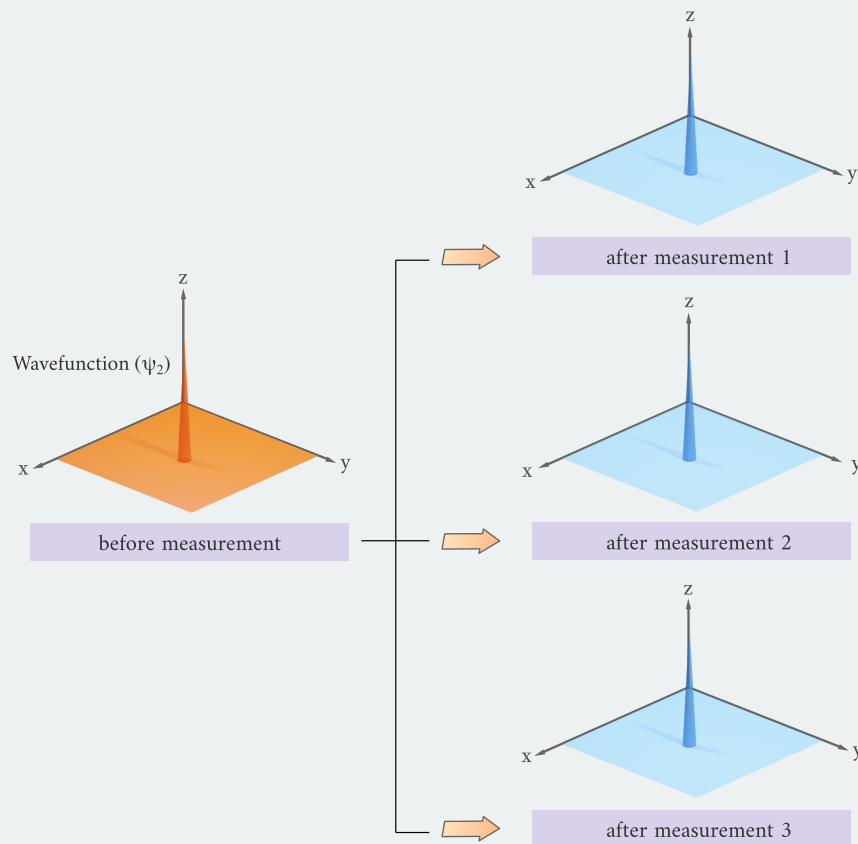 z
x
y
after measurement 1
z
Wavefunction (ψ₂)
x
y
before measurement
z
x
y
after measurement 2
z
x
y
after measurement 3